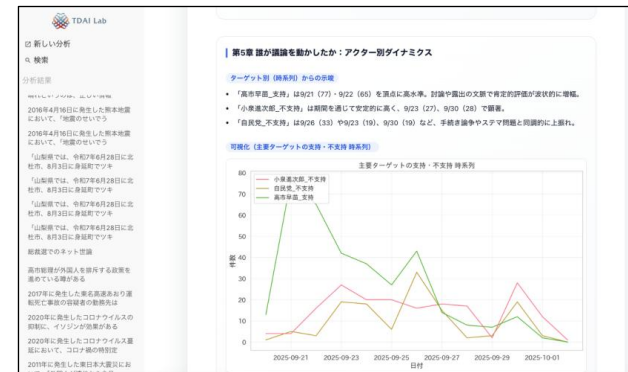 TDAI Lab
新しい分析
検索
分析結果
2016年4月16日に発生した熊本地震
において、「地震のせいでう
2016年4月16日に発生した熊本地震
において、「地震のせいでう
「山梨県では、令和7年6月28日に北
杜市、8月3日に身延町でツキ
「山梨県では、令和7年6月28日に北
杜市、8月3日に身延町でツキ
「山梨県では、令和7年6月28日に北
杜市、8月3日に身延町でツキ
総裁選でのネット世論
高市総理が外国人を排斥する政策を
進めている噂がある
2017年に発生した東名高速あおり運
転死亡事故の容疑者の勤務先は
2020年に発生したコロナウイルスの
抑制に、イソジンが効果がある
2020年に発生したコロナウイルス蔓
延において、コロナ禍の特別定
2011年に発生した東日本大震災にお
第5章 誰が議論を動かしたか：アクター別ダイナミクス
ターゲット別（時系列）からの示唆
• 「高市早苗_支持」は9/21（77）・9/22（65）を頂点に高水準。討論や露出の文脈で肯定的評価が波状的に増幅。
• 「小泉進次郎_不支持」は期間を通じて安定的に高く、9/23（27）、9/30（28）で顕著。
• 「自民党_不支持」は9/26（33）や9/23（19）、9/30（19）など、手続き論争やステマ問題と同調的に上振れ。
可視化（主要ターゲットの支持・不支持 時系列）
主要ターゲットの支持・不支持 時系列
小泉進次郎_不支持
自民党_不支持
高市早苗_支持
件数
80
70
60
50
40
30
20
10
0
2025-09-21 2025-09-23 2025-09-25 2025-09-27 2025-09-29 2025-10-01
日付